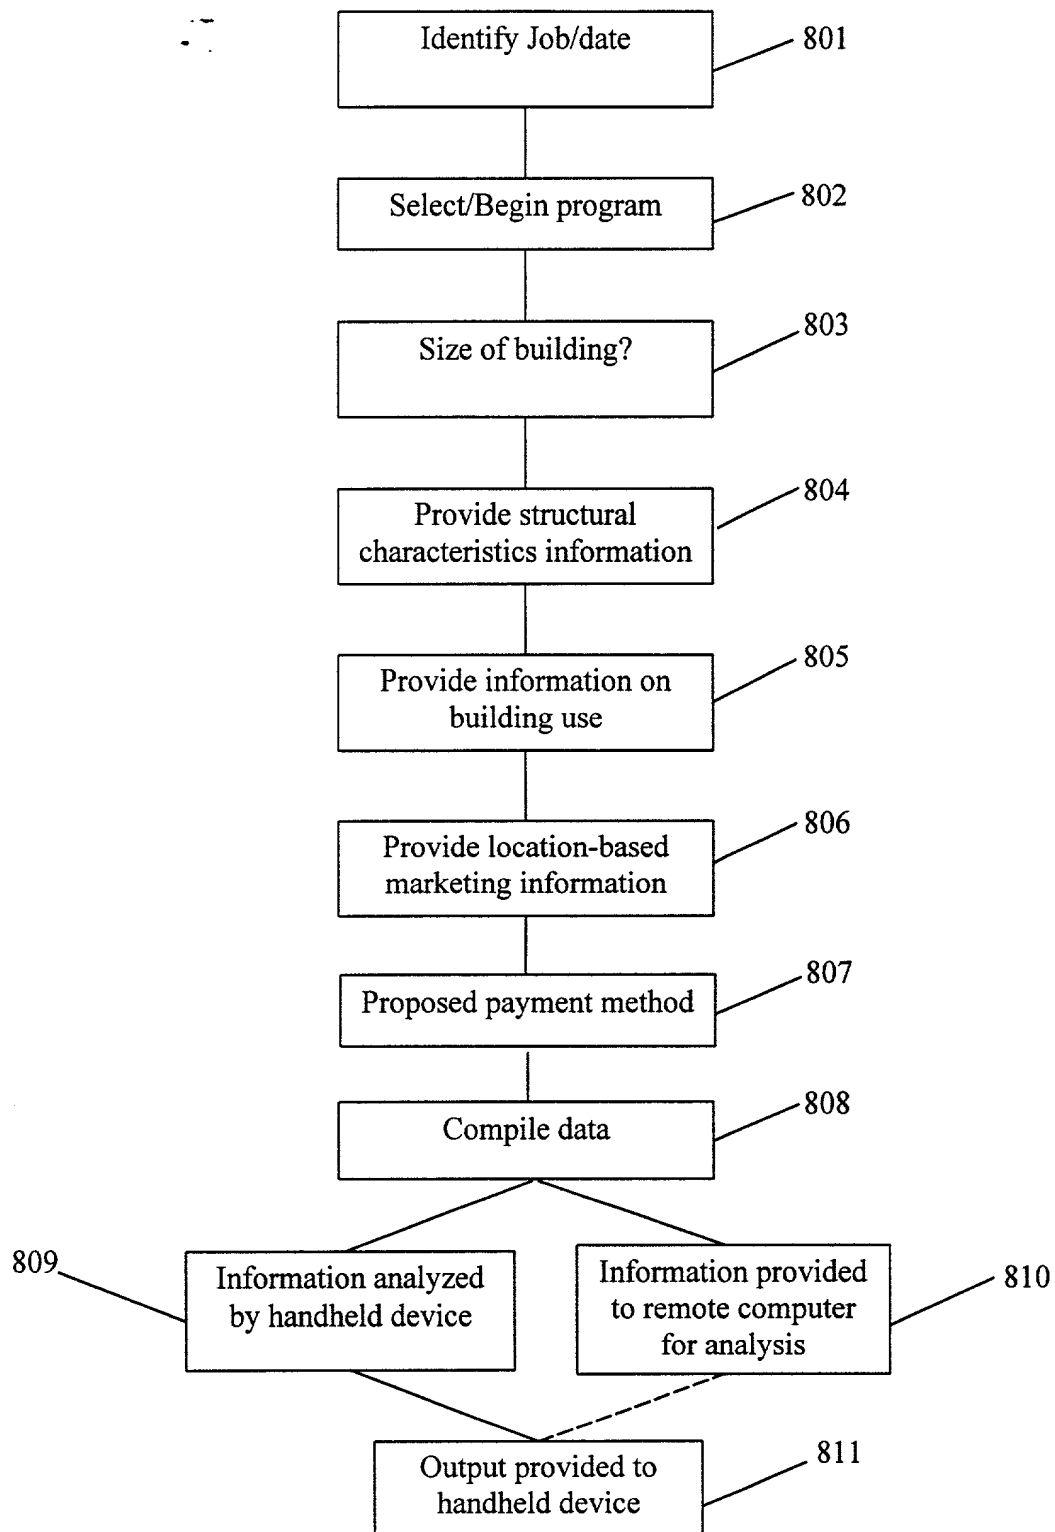 Identify Job/date
801
Select/Begin program
802
Size of building?
803
Provide structural
characteristics information
804
Provide information on
building use
805
Provide location-based
marketing information
806
Proposed payment method
807
Compile data
808
809
Information analyzed
by handheld device
Information provided
to remote computer
for analysis
810
Output provided to
handheld device
811